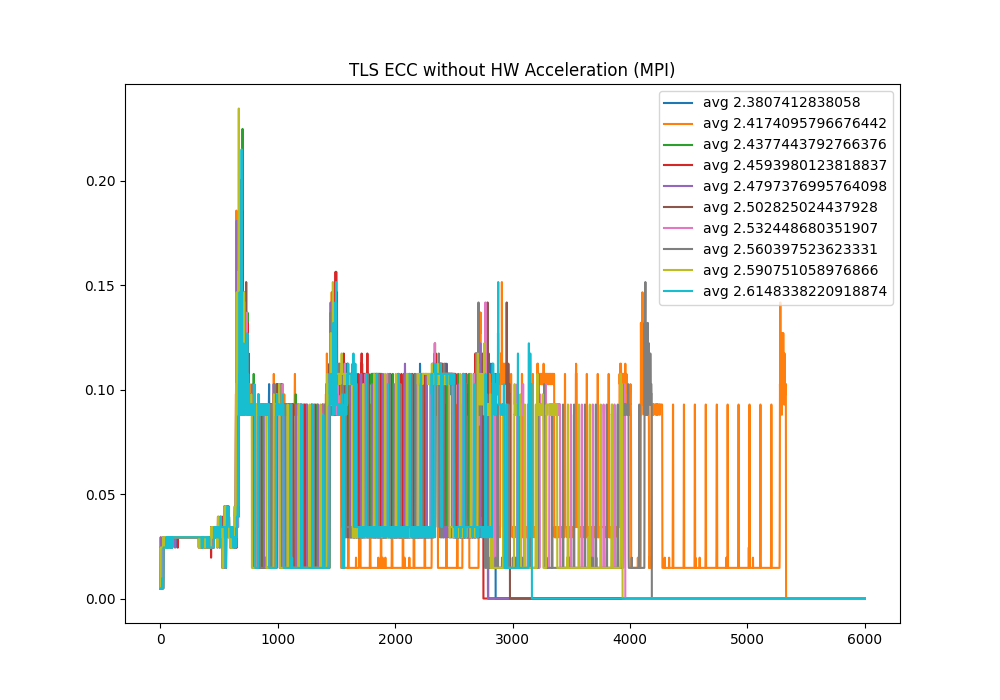 TLS ECC without HW Acceleration (MPI)
avg 2.3807412838058
avg 2.4174095796676442
avg 2.4377443792766376
avg 2.4593980123818837
avg 2.4797376995764098
avg 2.502825024437928
avg 2.532448680351907
avg 2.560397523623331
avg 2.590751058976866
avg 2.6148338220918874
0.20
0.15
0.10
0.05
0.00
0 1000 2000 3000 4000 5000 6000